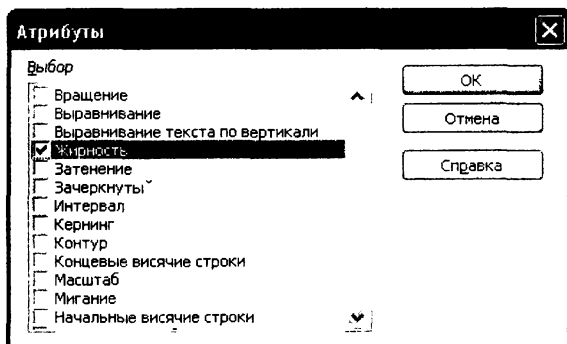 Атрибуты
Выбор
Вращение
Выравнивание
Выравнивание текста по вертикали
Жирность
Затенение
Зачеркнутый
Интервал
Кернинг
Контур
Концевые висячие строки
Масштаб
Мигание
Начальные висячие строки
ОК
Отмена
Справка